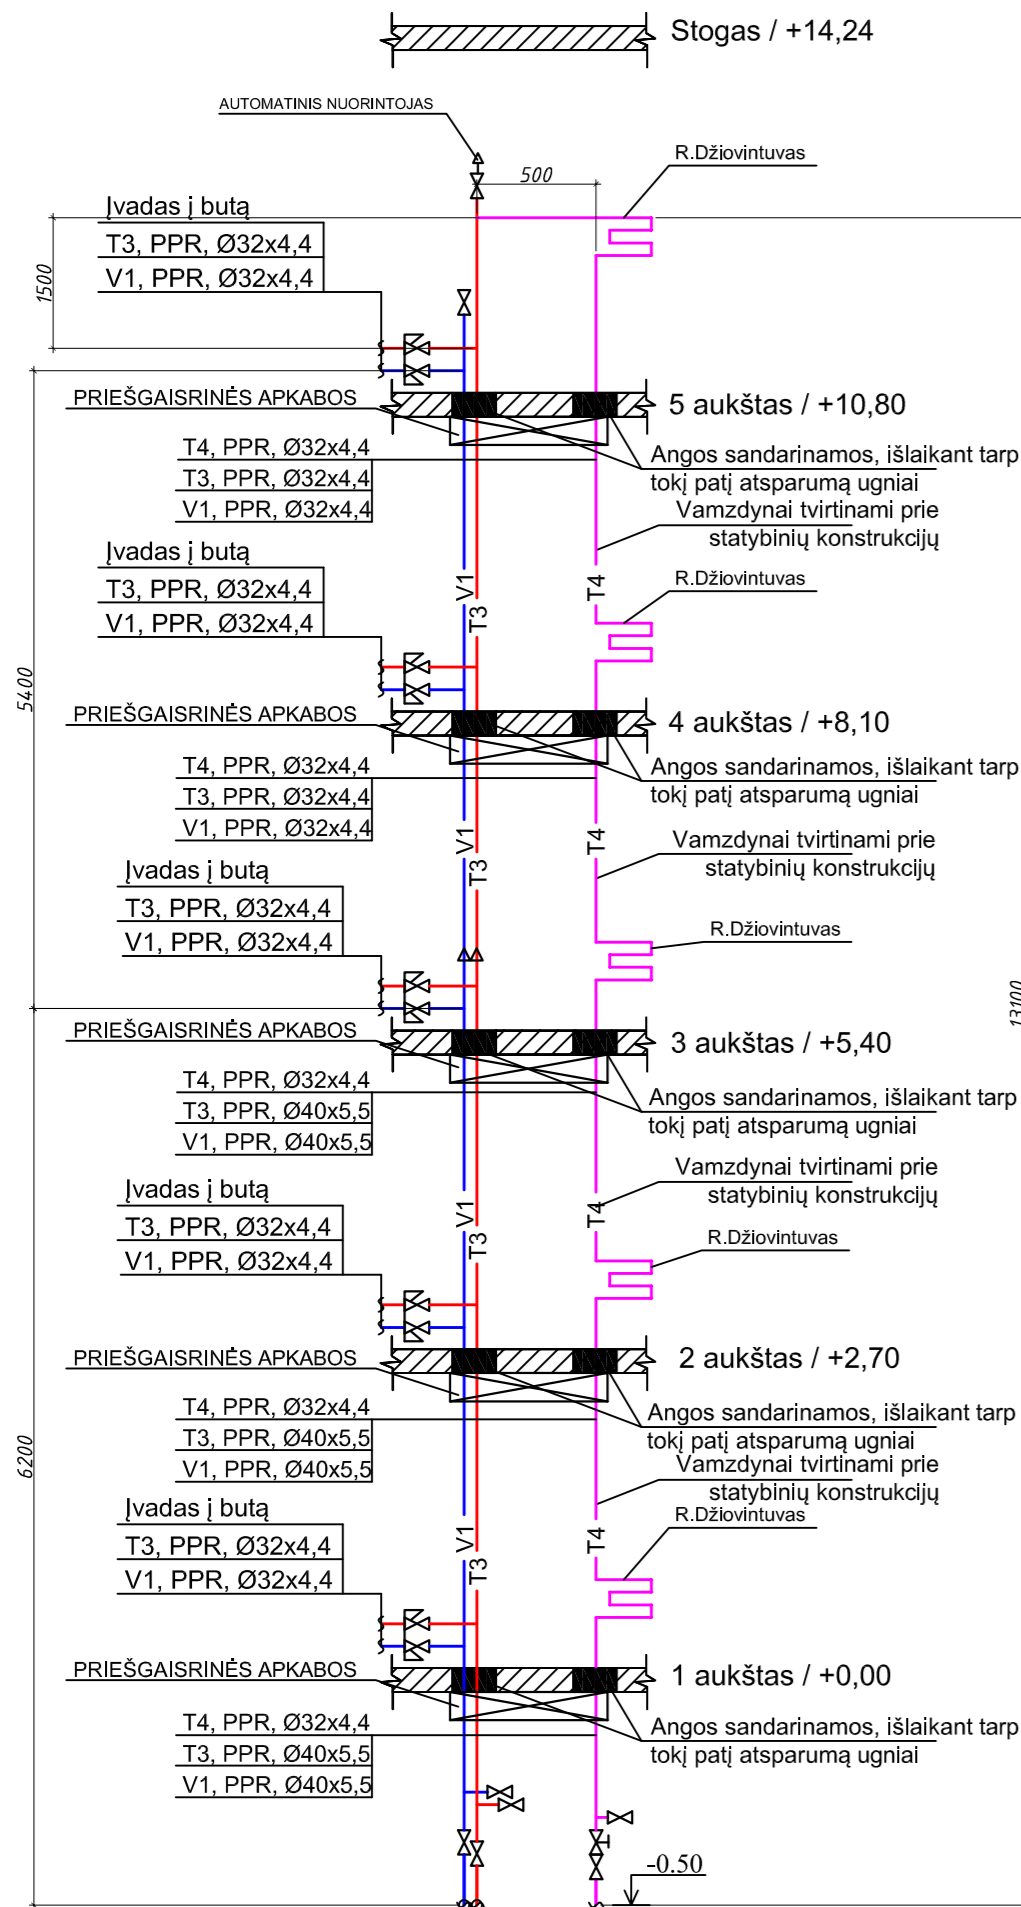 Stogas / +14,24
AUTOMATINIS NUORINTOJAS
R.Džiovintuvas
500
Įvadas į butą
T3, PPR, Ø32x4,4
V1, PPR, Ø32x4,4
1500
PRIEŠGAISRINĖS APKABOS
5 aukštas / +10,80
T4, PPR, Ø32x4,4
T3, PPR, Ø32x4,4
V1, PPR, Ø32x4,4
Angos sandarinamos, išlaikant tarp
tokį patį atsparumą ugniai
Vamzdynai tvirtinami prie
statybinių konstrukcijų
Įvadas į butą
T3, PPR, Ø32x4,4
V1, PPR, Ø32x4,4
V1
T3
T4
R.Džiovintuvas
5400
PRIEŠGAISRINĖS APKABOS
4 aukštas / +8,10
T4, PPR, Ø32x4,4
T3, PPR, Ø32x4,4
V1, PPR, Ø32x4,4
Angos sandarinamos, išlaikant tarp
tokį patį atsparumą ugniai
V1
T3
T4
Vamzdynai tvirtinami prie
statybinių konstrukcijų
Įvadas į butą
T3, PPR, Ø32x4,4
V1, PPR, Ø32x4,4
R.Džiovintuvas
13100
PRIEŠGAISRINĖS APKABOS
3 aukštas / +5,40
T4, PPR, Ø32x4,4
T3, PPR, Ø40x5,5
V1, PPR, Ø40x5,5
Angos sandarinamos, išlaikant tarp
tokį patį atsparumą ugniai
Vamzdynai tvirtinami prie
statybinių konstrukcijų
Įvadas į butą
T3, PPR, Ø32x4,4
V1, PPR, Ø32x4,4
V1
T3
T4
R.Džiovintuvas
PRIEŠGAISRINĖS APKABOS
2 aukštas / +2,70
T4, PPR, Ø32x4,4
T3, PPR, Ø40x5,5
V1, PPR, Ø40x5,5
6200
Angos sandarinamos, išlaikant tarp
tokį patį atsparumą ugniai
Vamzdynai tvirtinami prie
statybinių konstrukcijų
Įvadas į butą
T3, PPR, Ø32x4,4
V1, PPR, Ø32x4,4
V1
T3
T4
R.Džiovintuvas
PRIEŠGAISRINĖS APKABOS
1 aukštas / +0,00
T4, PPR, Ø32x4,4
T3, PPR, Ø40x5,5
V1, PPR, Ø40x5,5
Angos sandarinamos, išlaikant tarp
tokį patį atsparumą ugniai
-0.50